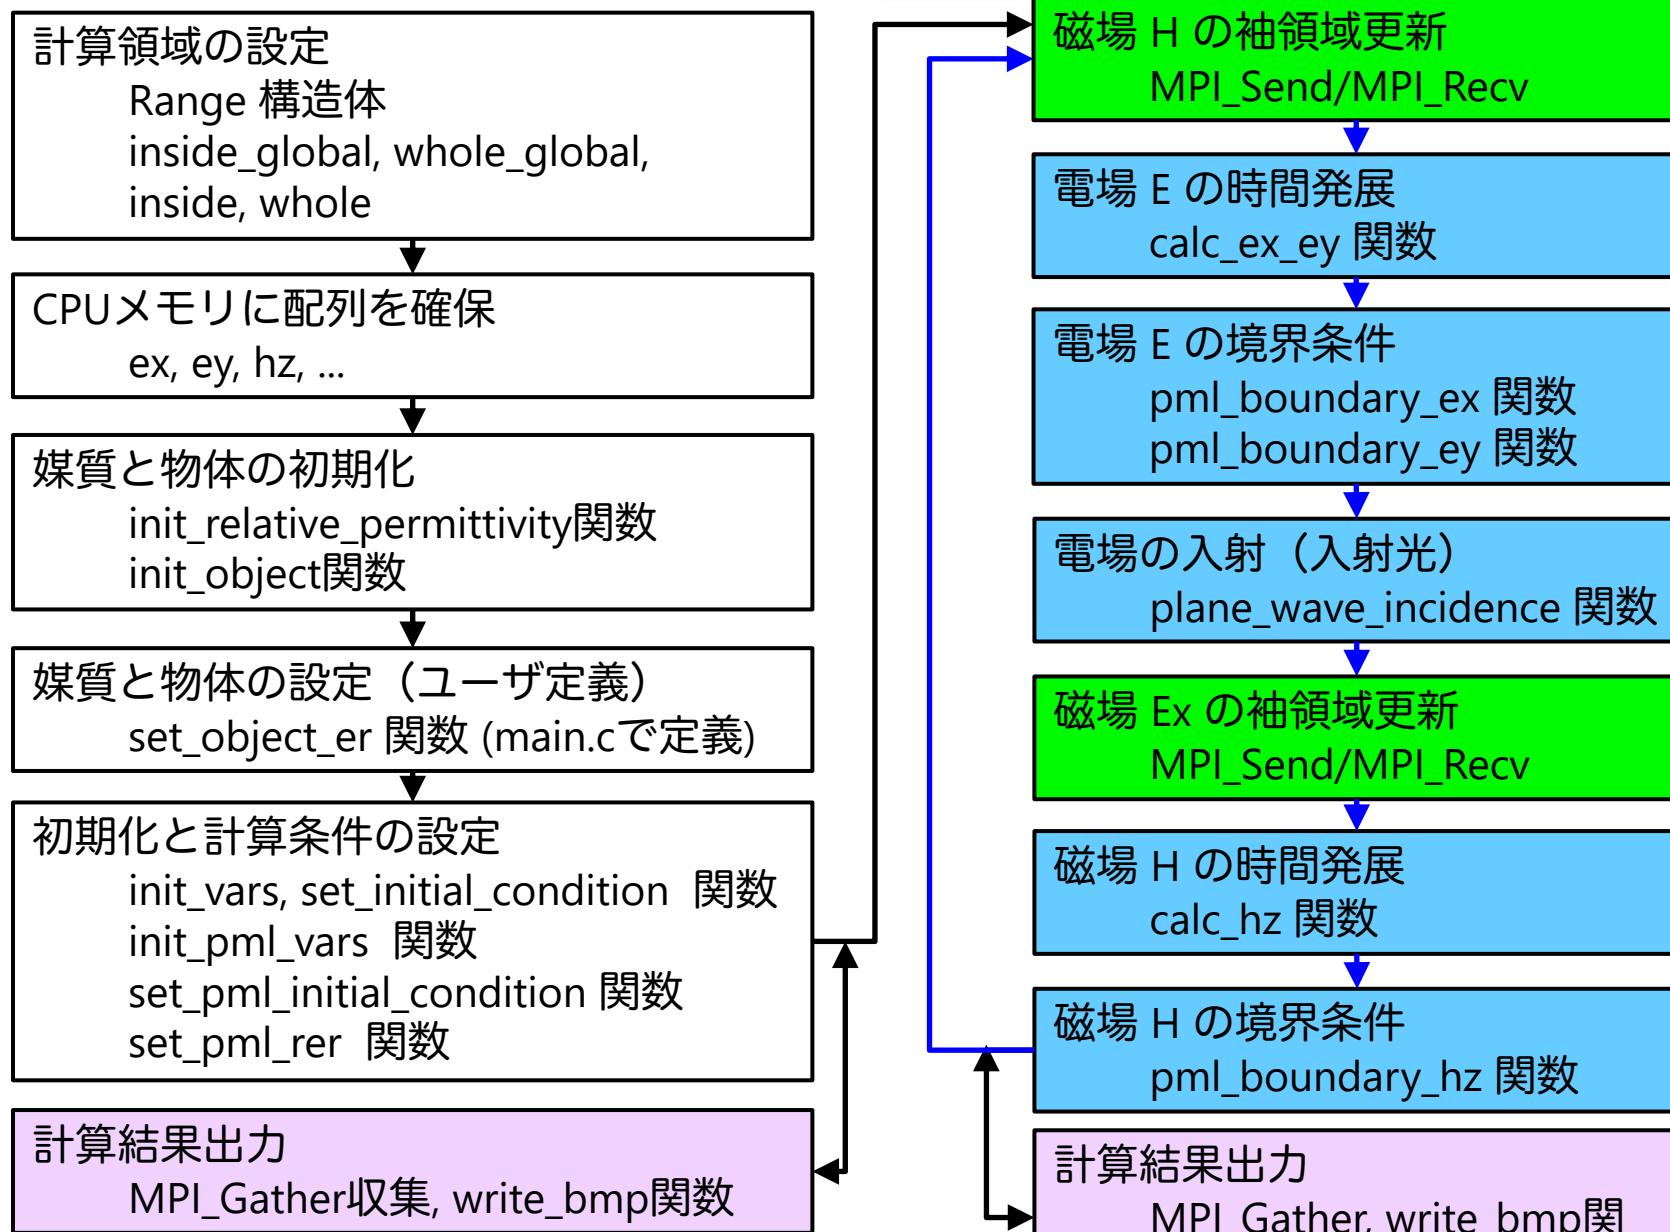 計算領域の設定
Range 構造体
inside_global, whole_global,
inside, whole
CPUメモリに配列を確保
ex, ey, hz, ...
媒質と物体の初期化
init_relative_permittivity関数
init_object関数
媒質と物体の設定（ユーザ定義）
set_object_er 関数 (main.cで定義)
初期化と計算条件の設定
init_vars, set_initial_condition 関数
init_pml_vars 関数
set_pml_initial_condition 関数
set_pml_rer 関数
計算結果出力
MPI_Gather収集, write_bmp関数
磁場 H の袖領域更新
MPI_Send/MPI_Recv
電場 E の時間発展
calc_ex_ey 関数
電場 E の境界条件
pml_boundary_ex 関数
pml_boundary_ey 関数
電場の入射（入射光）
plane_wave_incidence 関数
磁場 Ex の袖領域更新
MPI_Send/MPI_Recv
磁場 H の時間発展
calc_hz 関数
磁場 H の境界条件
pml_boundary_hz 関数
計算結果出力
MPI_Gather, write_bmp関